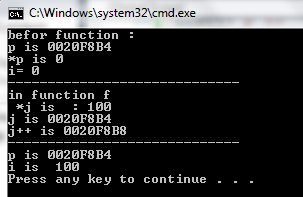 C:\Windows\system32\cmd.exe
befor function :
p is 0020F8B4
*p is 0
i= 0
-----------------------------
in function f
 *j is  : 100
j is 0020F8B4
j++ is 0020F8B8
-----------------------------
p is 0020F8B4
i is  100
Press any key to continue . . .